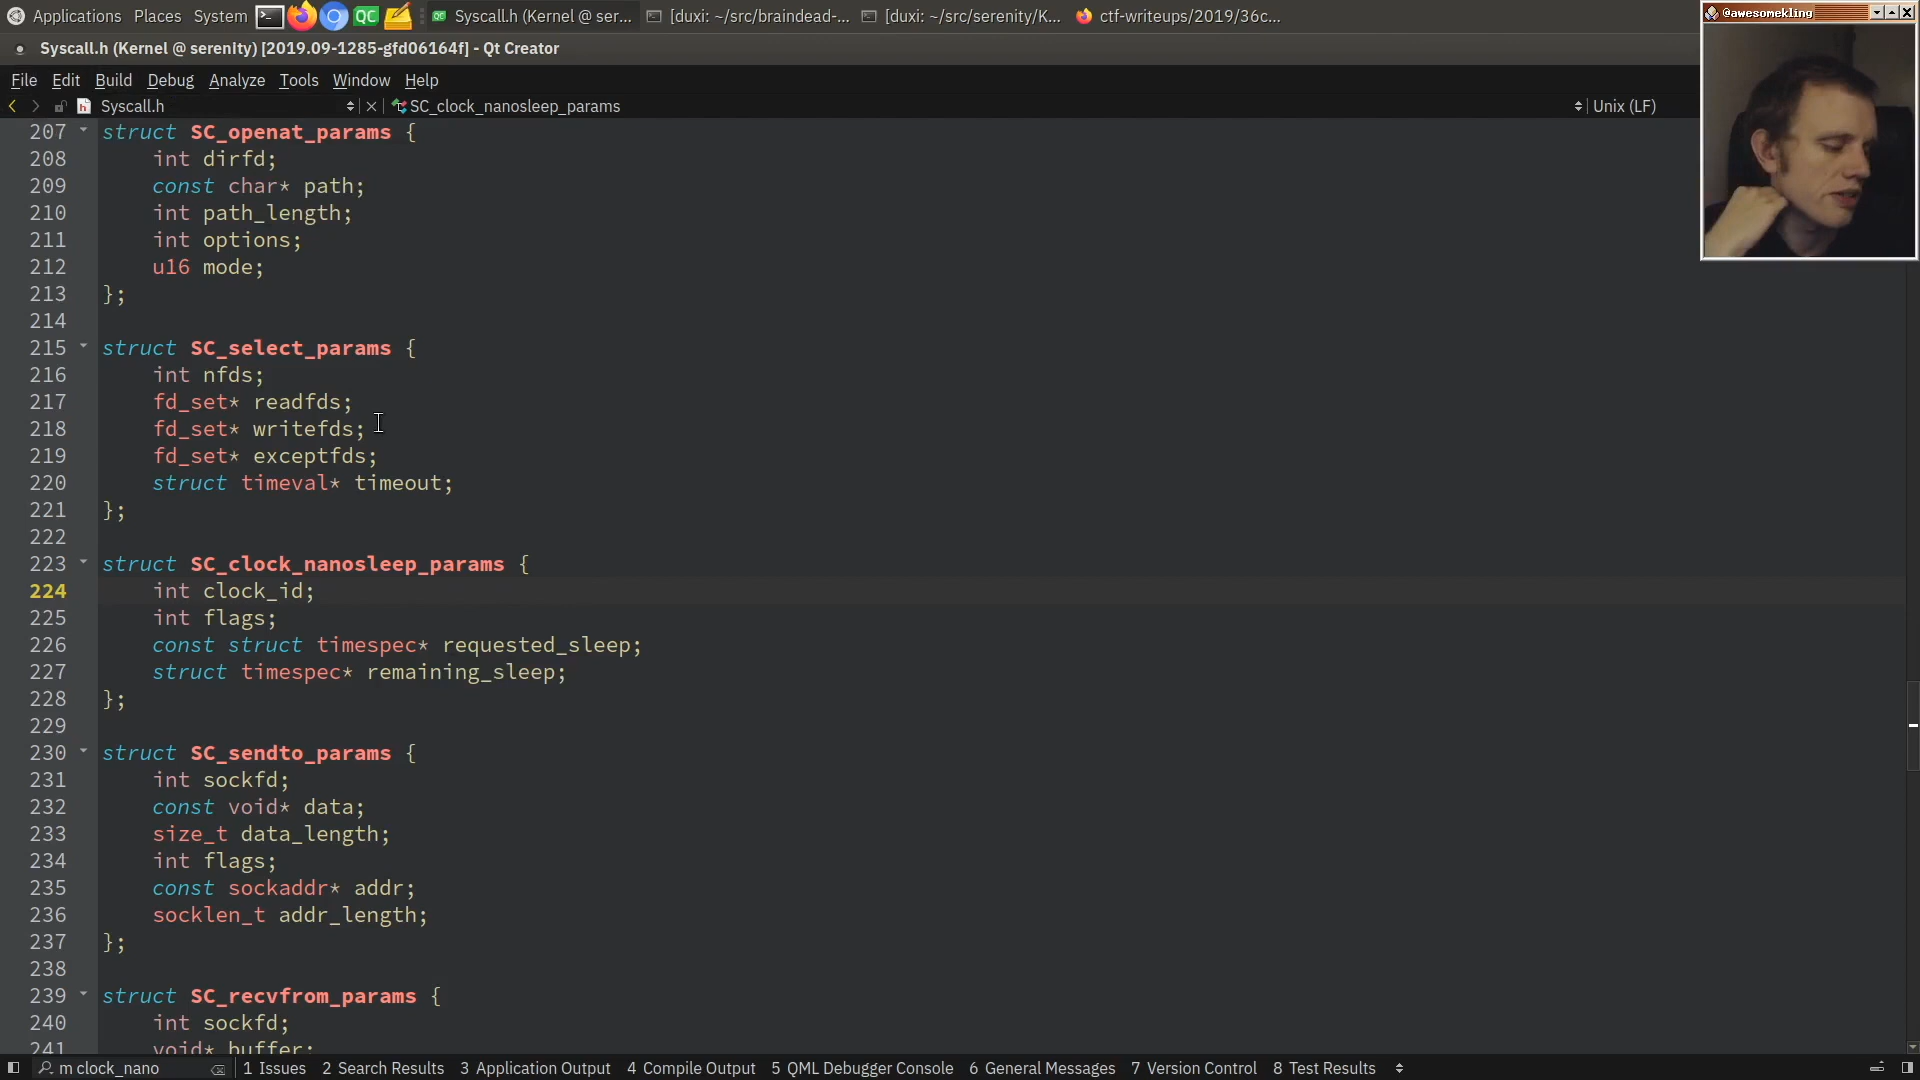 Applications Places System QC QC Syscall.h (Kernel @ ser... [duxi: ~/src/braindead-... [duxi: ~/src/serenity/K... ctf-writeups/2019/36c...
@awesomekling
Syscall.h (Kernel @ serenity) [2019.09-1285-gfd06164f] - Qt Creator
File Edit Build Debug Analyze Tools Window Help
Syscall.h SC_clock_nanosleep_params Unix (LF)
207 struct SC_openat_params {
208 int dirfd;
209 const char* path;
210 int path_length;
211 int options;
212 u16 mode;
213 };
214
215 struct SC_select_params {
216 int nfds;
217 fd_set* readfds;
218 fd_set* writefds;
219 fd_set* exceptfds;
220 struct timeval* timeout;
221 };
222
223 struct SC_clock_nanosleep_params {
224 int clock_id;
225 int flags;
226 const struct timespec* requested_sleep;
227 struct timespec* remaining_sleep;
228 };
229
230 struct SC_sendto_params {
231 int sockfd;
232 const void* data;
233 size_t data_length;
234 int flags;
235 const sockaddr* addr;
236 socklen_t addr_length;
237 };
238
239 struct SC_recvfrom_params {
240 int sockfd;
241 void* buffer;
m clock_nano 1 Issues 2 Search Results 3 Application Output 4 Compile Output 5 QML Debugger Console 6 General Messages 7 Version Control 8 Test Results